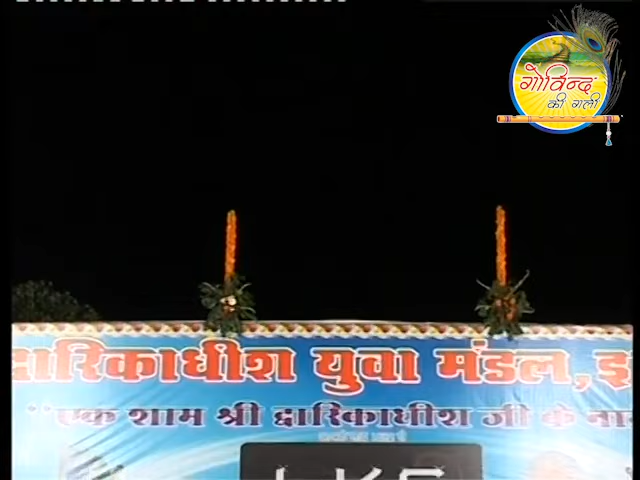 गोविन्द
की गली
द्वारिकाधीश युवा मंडल,
"एक शाम श्री द्वारिकाधीश जी के